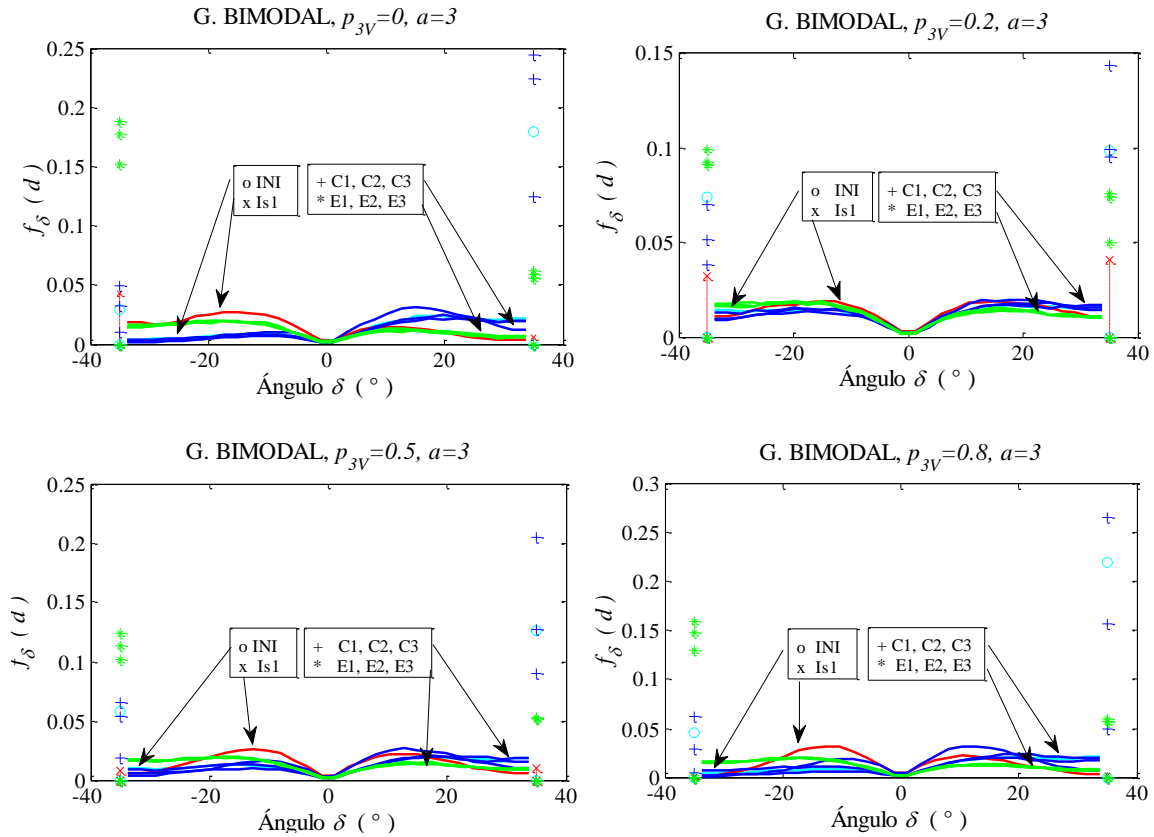 G. BIMODAL, p3V=0, a=3
0.25
0.2
0.15
0.1
0.05
0
fδ ( d )
o INI
x Is1
+ C1, C2, C3
* E1, E2, E3
-40 -20 0 20 40
Ángulo δ ( ° )
G. BIMODAL, p3V=0.2, a=3
0.15
0.1
0.05
0
fδ ( d )
o INI
x Is1
+ C1, C2, C3
* E1, E2, E3
-40 -20 0 20 40
Ángulo δ ( ° )
G. BIMODAL, p3V=0.5, a=3
0.25
0.2
0.15
0.1
0.05
0
fδ ( d )
o INI
x Is1
+ C1, C2, C3
* E1, E2, E3
-40 -20 0 20 40
Ángulo δ ( ° )
G. BIMODAL, p3V=0.8, a=3
0.3
0.25
0.2
0.15
0.1
0.05
0
fδ ( d )
o INI
x Is1
+ C1, C2, C3
* E1, E2, E3
-40 -20 0 20 40
Ángulo δ ( ° )